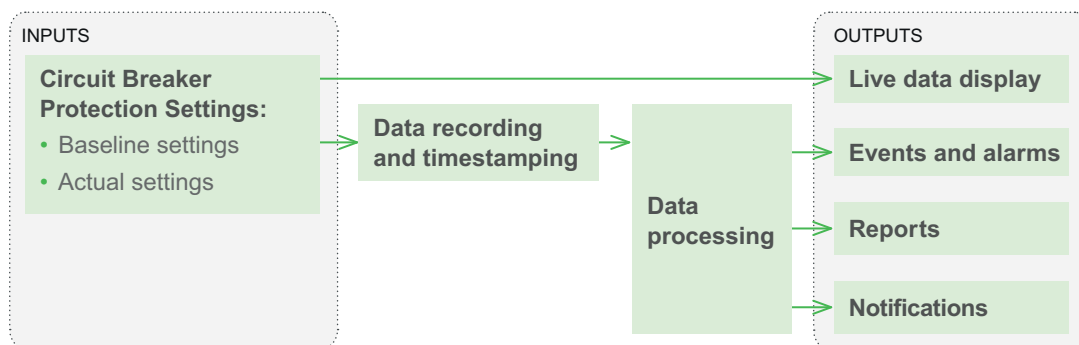 INPUTS
Circuit Breaker
Protection Settings:
• Baseline settings
• Actual settings
Data recording
and timestamping
Data
processing
OUTPUTS
Live data display
Events and alarms
Reports
Notifications